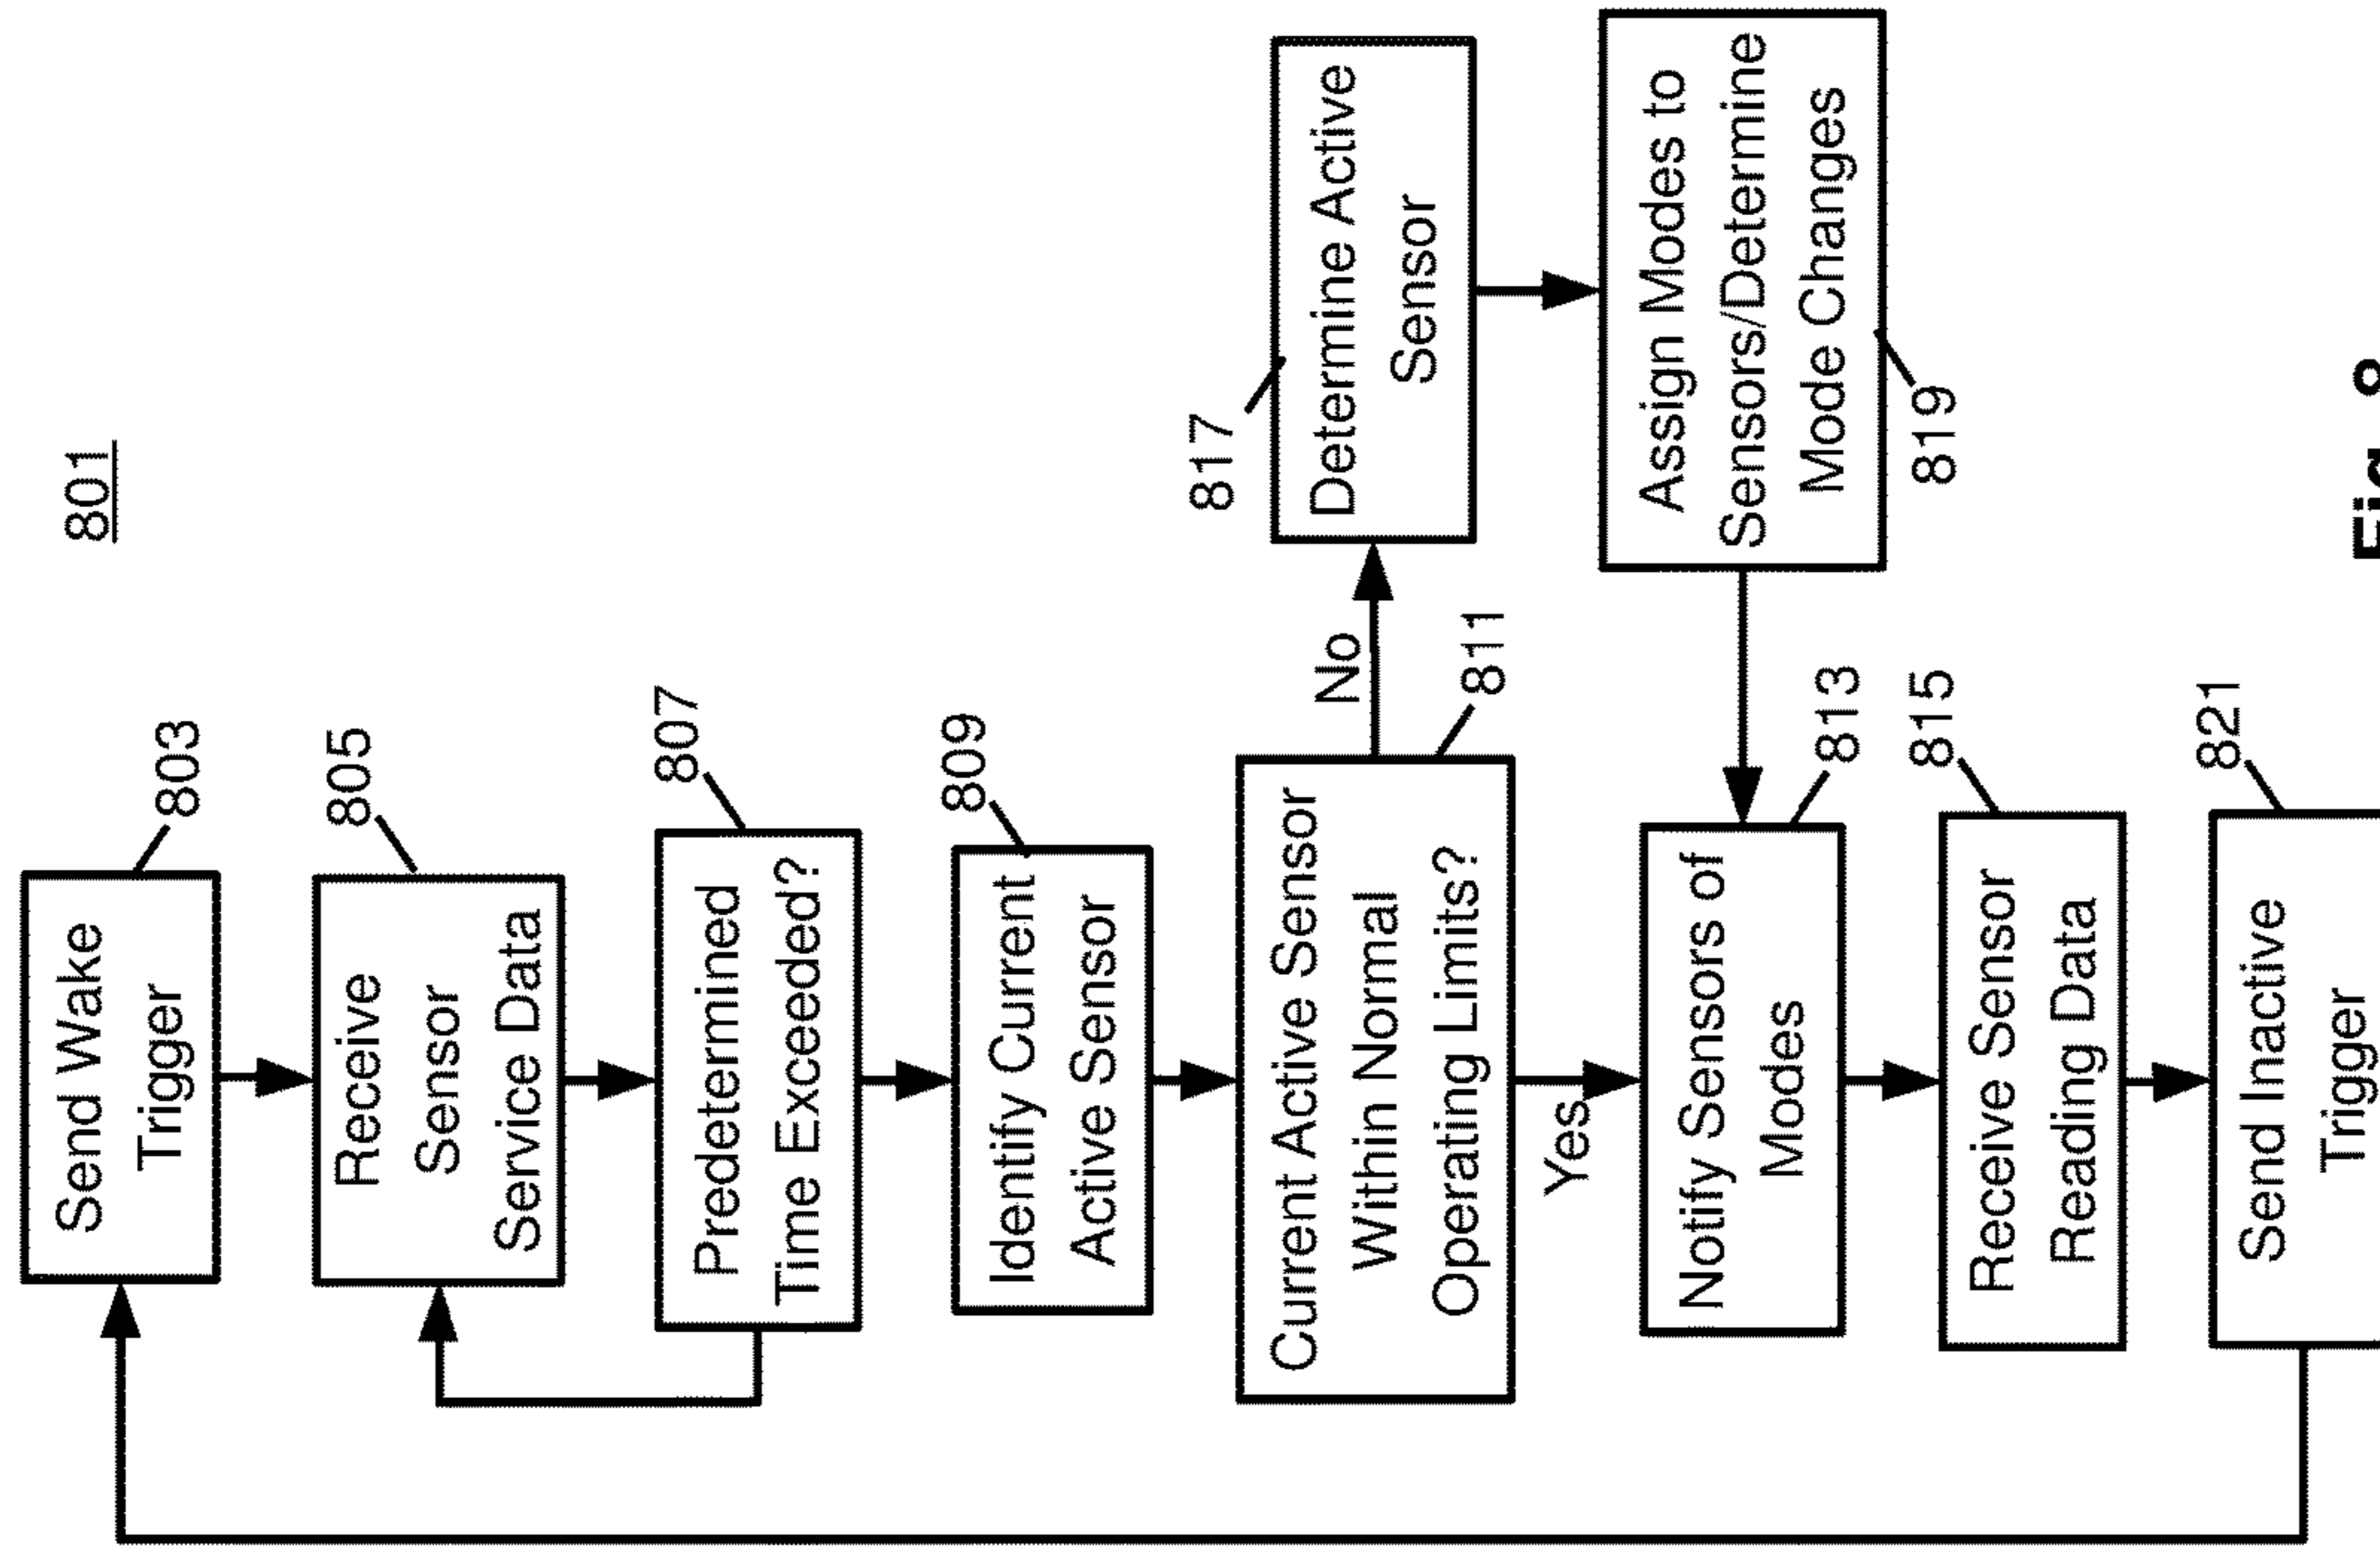 801
Send Wake
Trigger
803
Receive
Sensor
Service Data
805
Predetermined
Time Exceeded?
807
Identify Current
Active Sensor
809
Current Active Sensor
Within Normal
Operating Limits?
811
No
Yes
817
Determine Active
Sensor
Assign Modes to
Sensors/Determine
Mode Changes
819
Notify Sensors of
Modes
813
Receive Sensor
Reading Data
815
Send Inactive
Trigger
821
Fig. 8